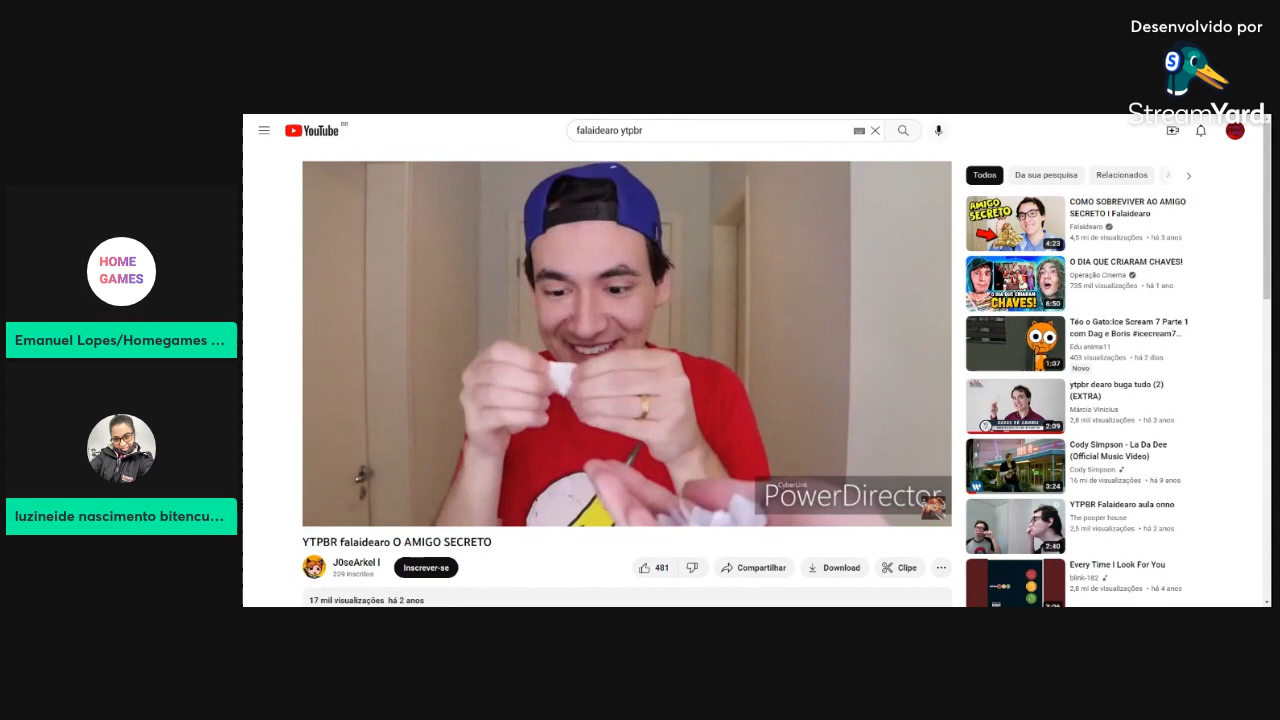 Desenvolvido por
StreamYard
HOME
GAMES
Emanuel Lopes/Homegames ...
luzineide nascimento bitencu...
YouTube BR
falaidearo ytpbr
CyberLink
PowerDirector
YTPBR falaidearo O AMIGO SECRETO
J0seArkel l
239 inscritos
Inscrever-se
481
Compartilhar
Download
Clipe
17 mil visualizações há 2 anos
Todos
Da sua pesquisa
Relacionados
AMIGO
SECRETO
4:23
COMO SOBREVIVER AO AMIGO
SECRETO l Falaidearo
Falaidearo
4,5 mi de visualizações • há 3 anos
O DIA QUE CRIARAM
CHAVES!
6:50
O DIA QUE CRIARAM CHAVES!
Operação Cinema
735 mil visualizações • há 1 ano
1:07
Téo o Gato:Ice Scream 7 Parte 1
com Dag e Boris #icecream7...
Edu anima11
403 visualizações • há 2 dias
Novo
2:09
ytpbr dearo buga tudo (2)
(EXTRA)
Márcio Vinicius
2,8 mil visualizações • há 3 anos
3:24
Cody Simpson - La Da Dee
(Official Music Video)
Cody Simpson
16 mi de visualizações • há 9 anos
2:40
YTPBR Falaidearo aula onno
The pooper house
2,5 mil visualizações • há 2 anos
Every Time I Look For You
blink-182
2,8 mi de visualizações • há 4 anos